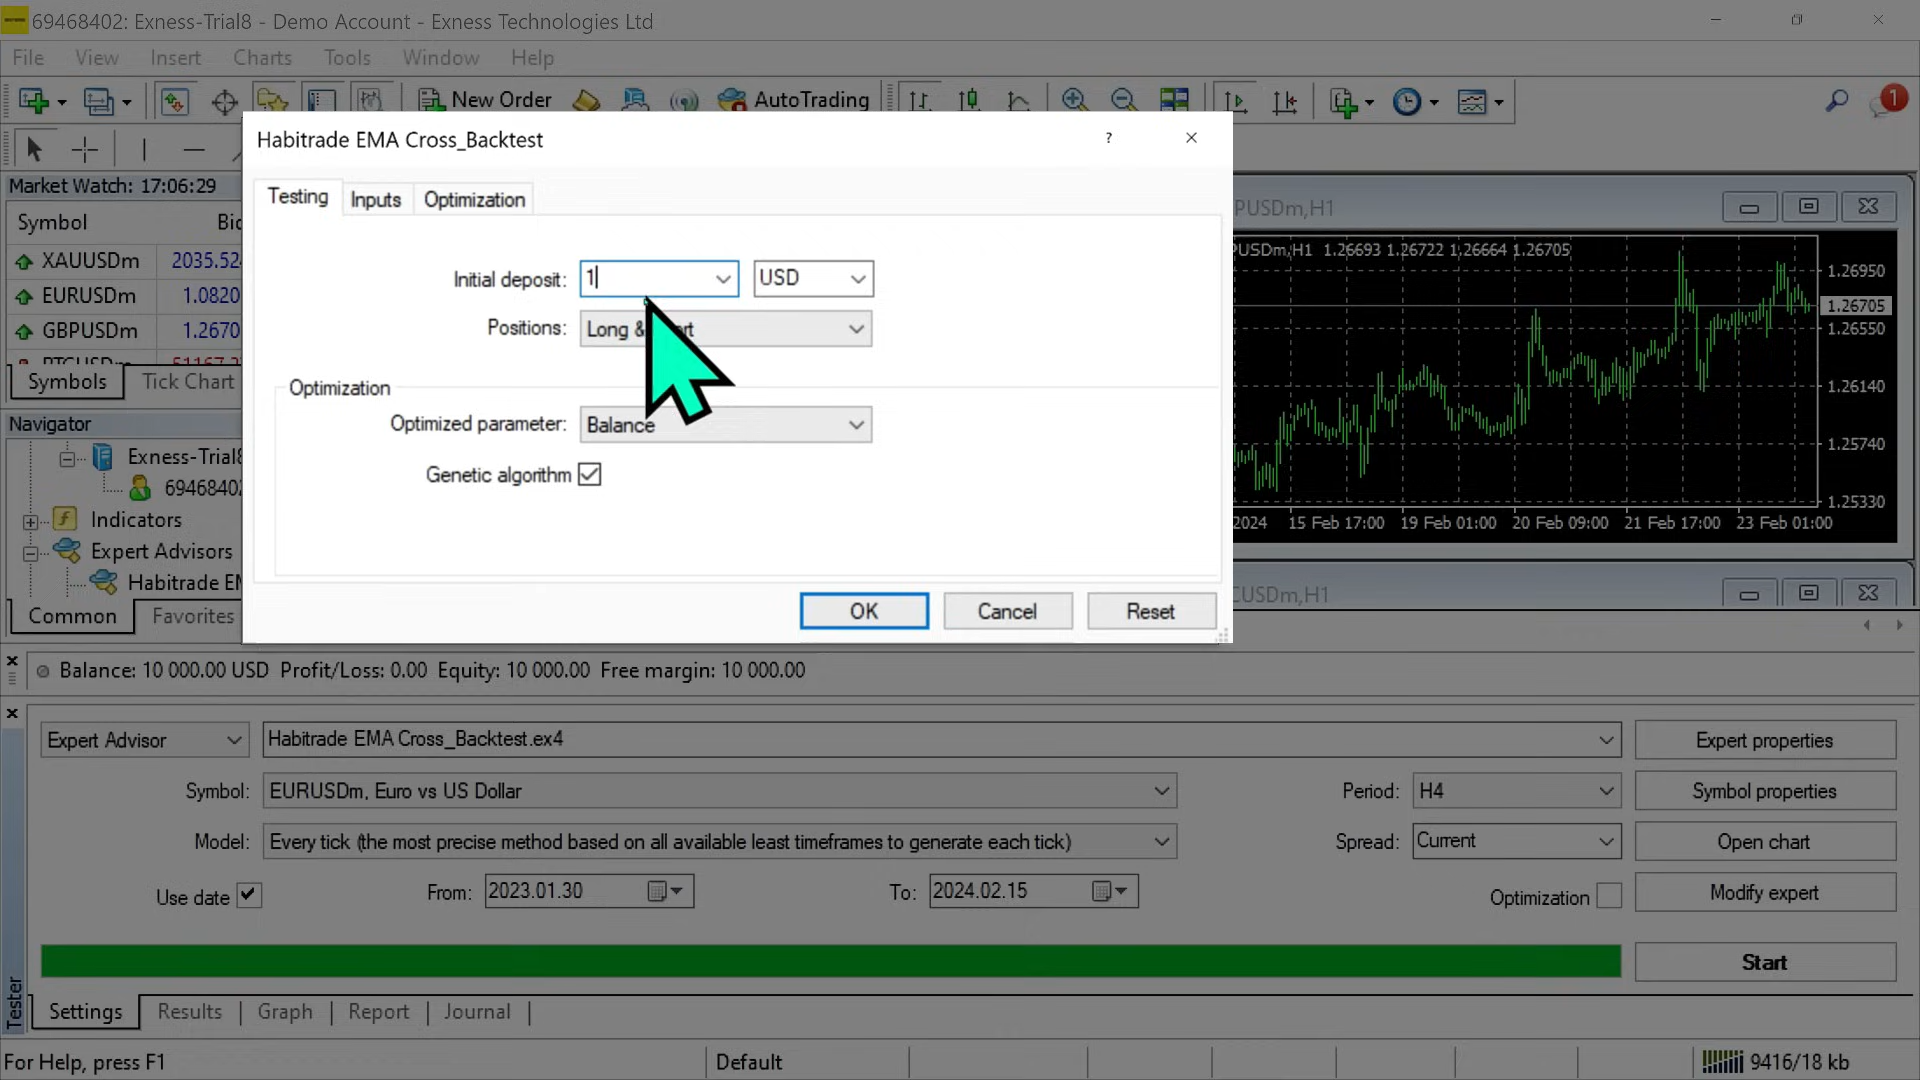 69468402: Exness-Trial8 - Demo Account - Exness Technologies Ltd
File View Insert Charts Tools Window Help
New Order AutoTrading 1
Habitrade EMA Cross_Backtest
Market Watch: 17:06:29
Symbol Bid
XAUUSDm 2035.52
EURUSDm 1.0820
GBPUSDm 1.2670
Symbols Tick Chart
Navigator
Exness-Trial8
69468402
Indicators
Expert Advisors
Habitrade EM
Common Favorites
Testing Inputs Optimization
Initial deposit: 1 USD
Positions: Long &
Optimization
Optimized parameter: Balance
Genetic algorithm
OK Cancel Reset
PUSDm,H1
USDm,H1 1.26693 1.26722 1.26664 1.26705
1.26950
1.26705
1.26550
1.26140
1.25740
1.25330
2024 15 Feb 17:00 19 Feb 01:00 20 Feb 09:00 21 Feb 17:00 23 Feb 01:00
CUSDm,H1
Balance: 10 000.00 USD Profit/Loss: 0.00 Equity: 10 000.00 Free margin: 10 000.00
Expert Advisor Habitrade EMA Cross_Backtest.ex4 Expert properties
Symbol: EURUSDm, Euro vs US Dollar Period: H4 Symbol properties
Model: Every tick (the most precise method based on all available least timeframes to generate each tick) Spread: Current Open chart
Use date From: 2023.01.30 To: 2024.02.15 Optimization Modify expert
Start
Tester
Settings Results Graph Report Journal
For Help, press F1 Default 9416/18 kb